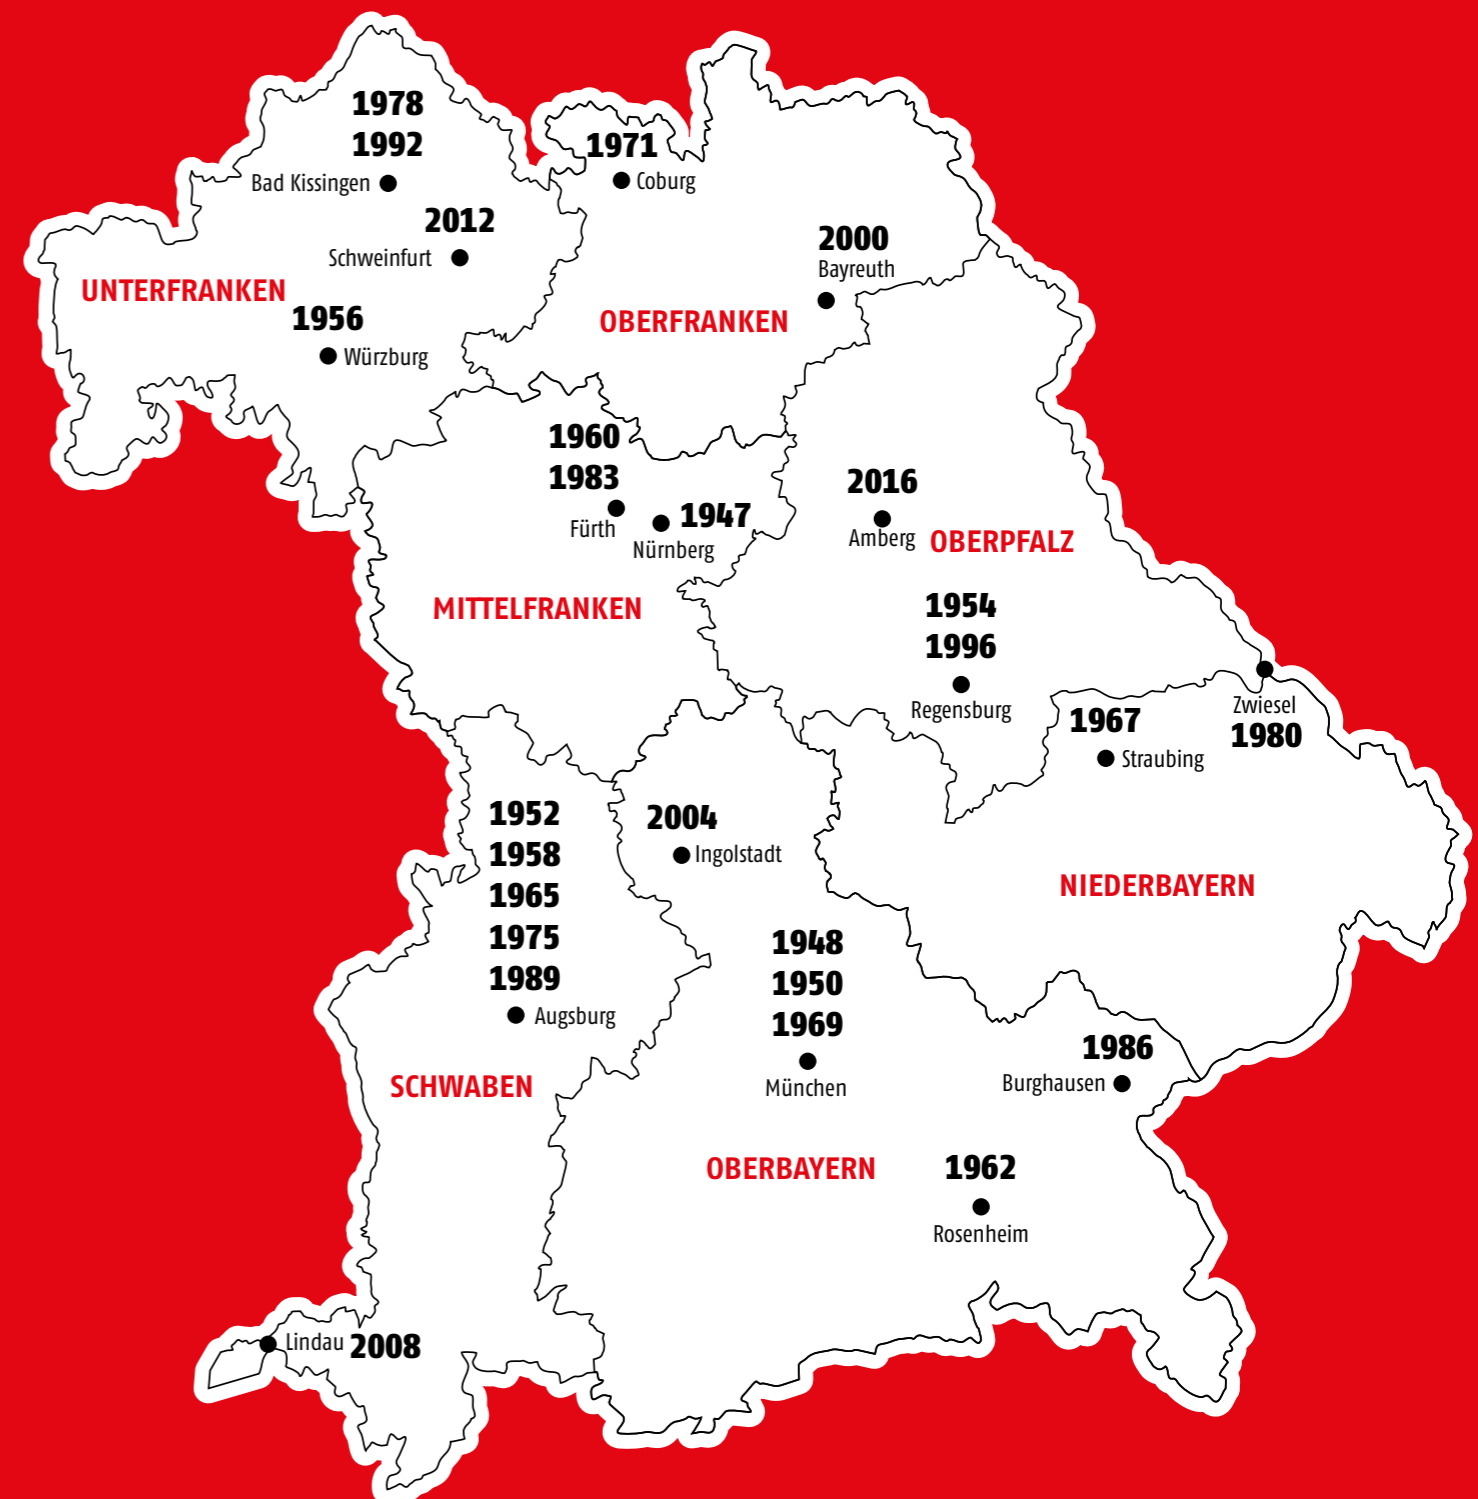 1978
1992
Bad Kissingen
1971
Coburg
2012
Schweinfurt
2000
Bayreuth
UNTERFRANKEN
1956
Würzburg
OBERFRANKEN
1960
1983
Fürth
1947
Nürnberg
2016
Amberg
OBERPFALZ
MITTELFRANKEN
1954
1996
Regensburg
1967
Straubing
Zwiesel
1980
1952
1958
1965
1975
1989
Augsburg
2004
Ingolstadt
NIEDERBAYERN
1948
1950
1969
München
1986
Burghausen
SCHWABEN
OBERBAYERN
1962
Rosenheim
Lindau 2008